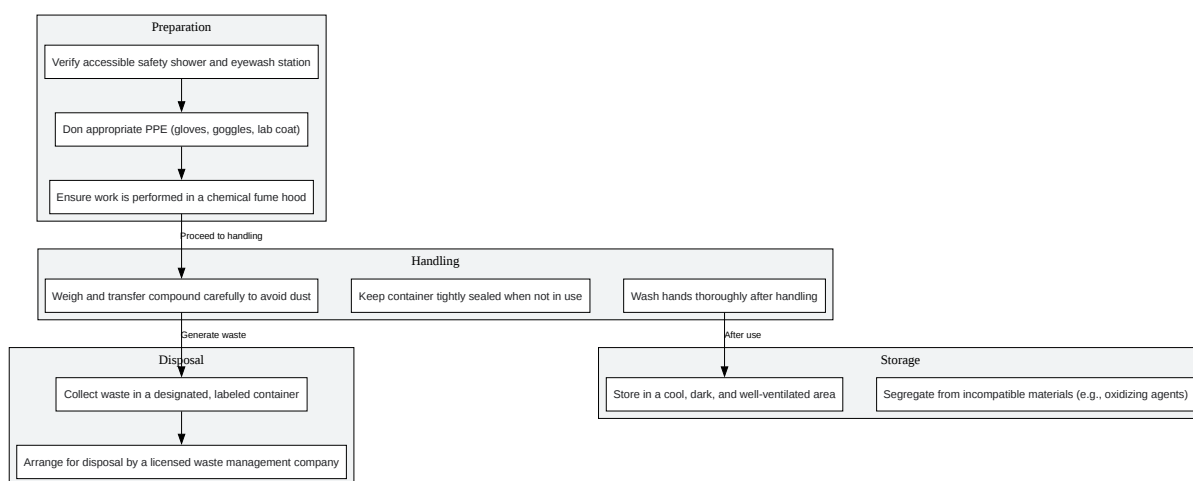 Preparation
Verify accessible safety shower and eyewash station
Don appropriate PPE (gloves, goggles, lab coat)
Ensure work is performed in a chemical fume hood
Proceed to handling
Handling
Weigh and transfer compound carefully to avoid dust
Keep container tightly sealed when not in use
Wash hands thoroughly after handling
Generate waste
After use
Disposal
Collect waste in a designated, labeled container
Arrange for disposal by a licensed waste management company
Storage
Store in a cool, dark, and well-ventilated area
Segregate from incompatible materials (e.g., oxidizing agents)